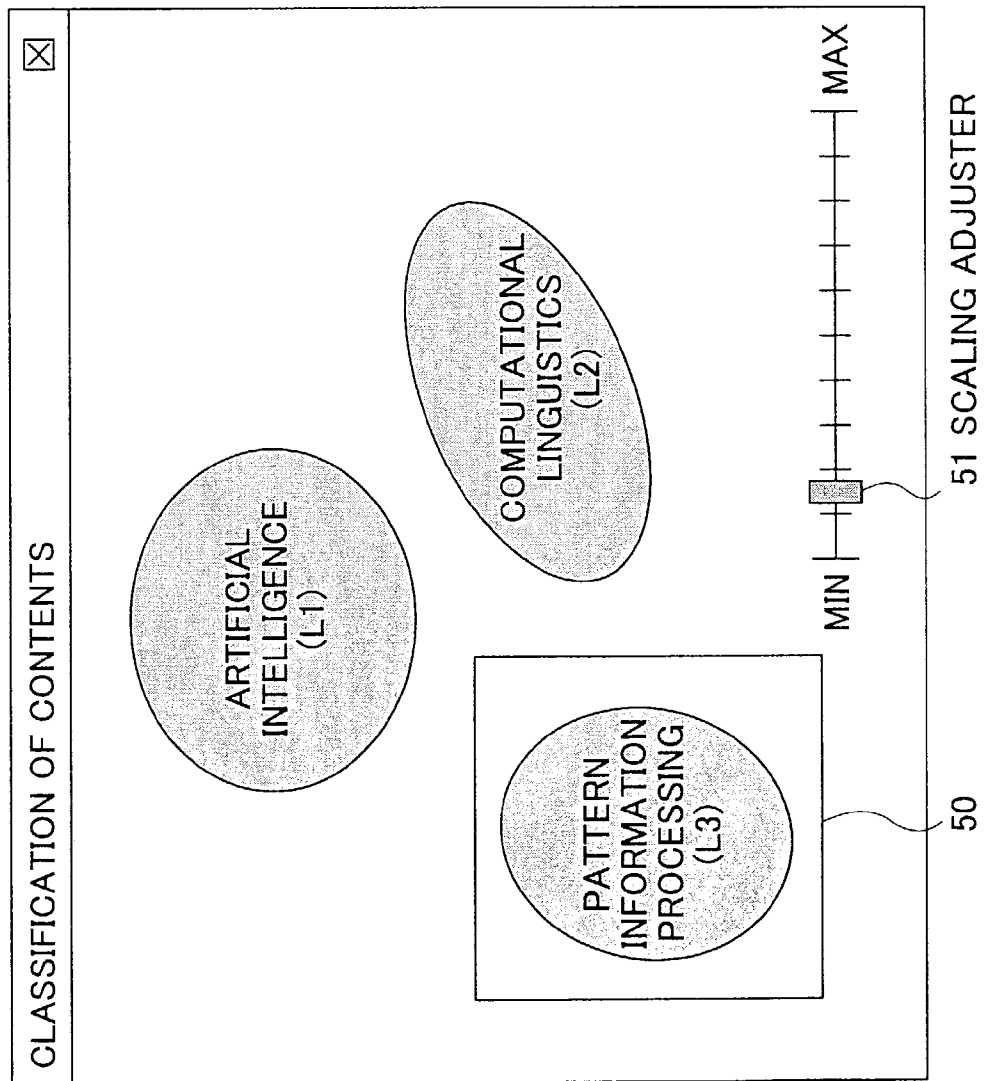 CLASSIFICATION OF CONTENTS
ARTIFICIAL
INTELLIGENCE
(L1)
COMPUTATIONAL
LINGUISTICS
(L2)
PATTERN
INFORMATION
PROCESSING
(L3)
MIN
MAX
50
51 SCALING ADJUSTER